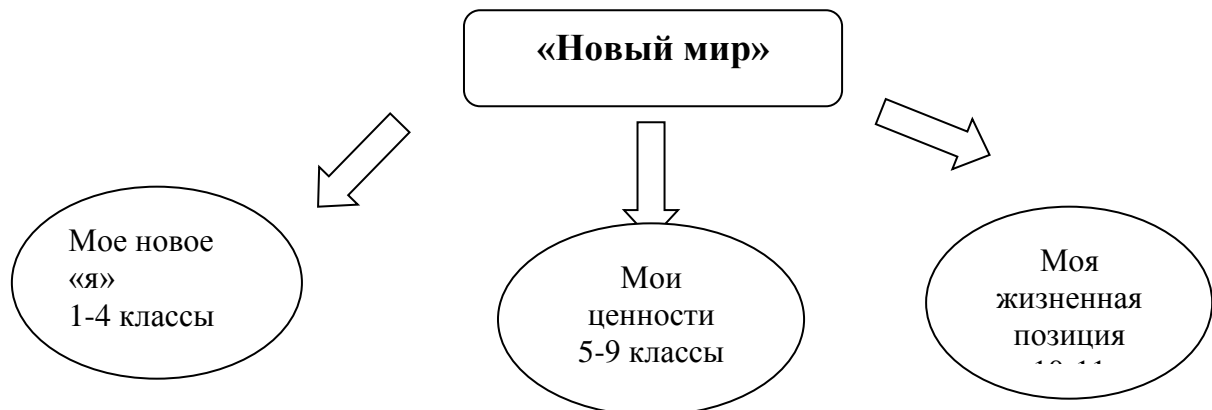 «Новый мир»
Мое новое
«я»
1-4 классы
Мои
ценности
5-9 классы
Моя
жизненная
позиция